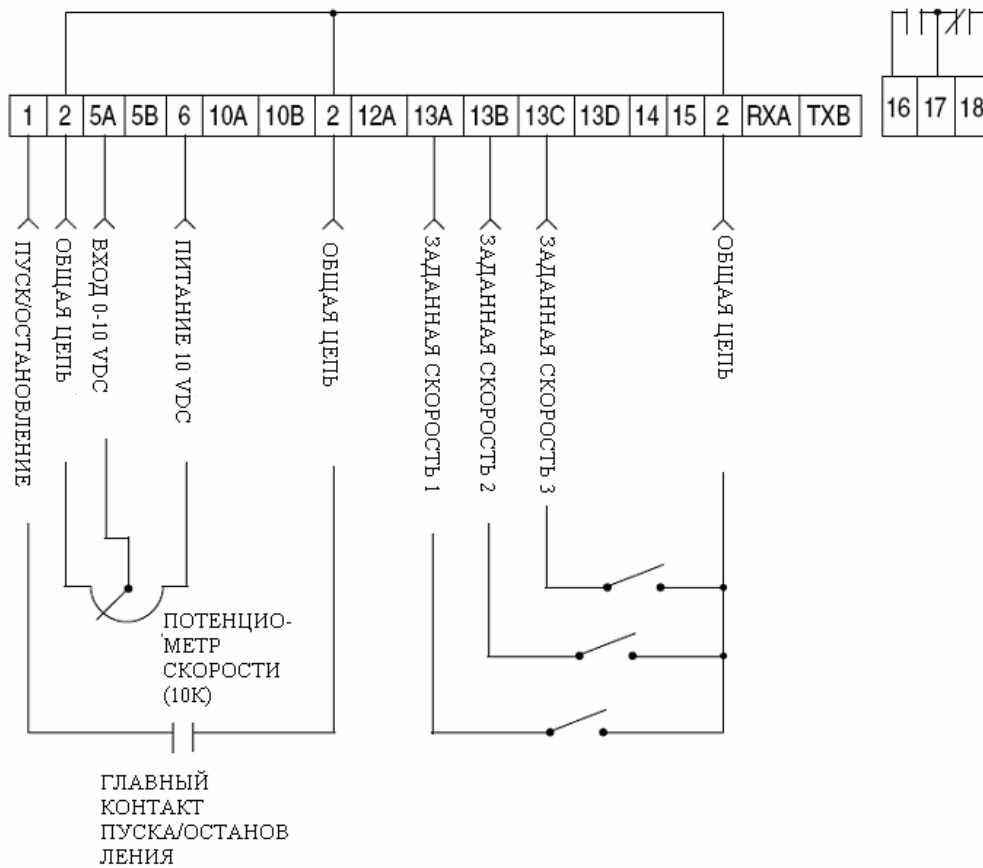 1 2 5A 5B 6 10A 10B 2 12A 13A 13B 13C 13D 14 15 2 RXA TXB
16 17 18
ПУСК/ОСТАНОВЛЕНИЕ
ОБЩАЯ ЦЕПЬ
ВХОД 0-10 VDC
ПИТАНИЕ 10 VDC
ОБЩАЯ ЦЕПЬ
ЗАДАННАЯ СКОРОСТЬ 1
ЗАДАННАЯ СКОРОСТЬ 2
ЗАДАННАЯ СКОРОСТЬ 3
ОБЩАЯ ЦЕПЬ
ПОТЕНЦИО-
МЕТР
СКОРОСТИ
(10K)
ГЛАВНЫЙ
КОНТАКТ
ПУСКА/ОСТАНОВ
ЛЕНИЯ